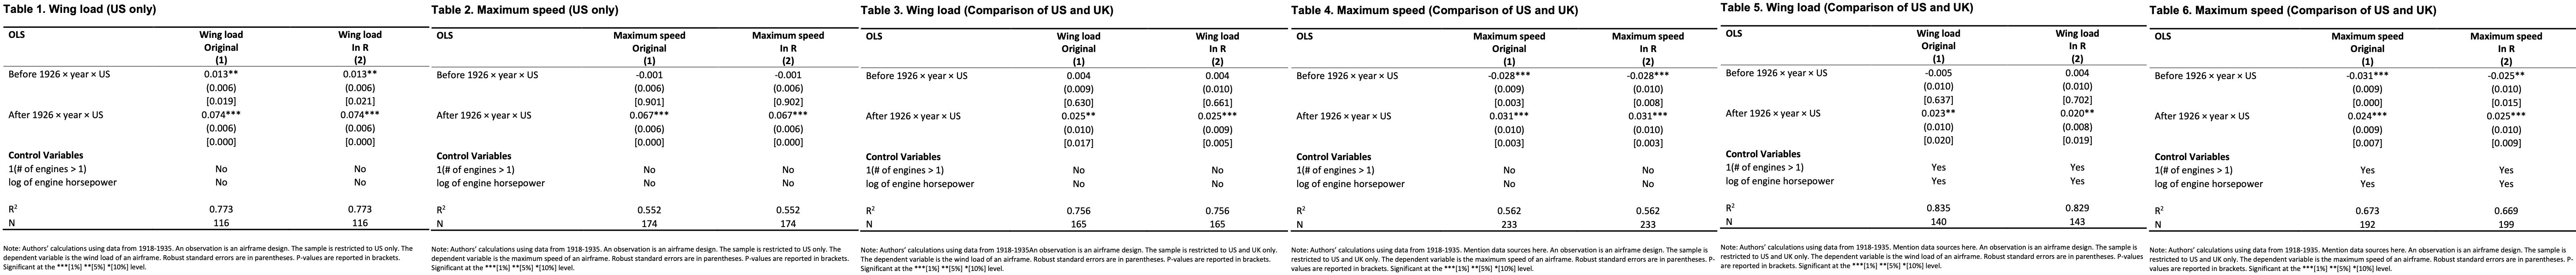 Table 1. Wing load (US only)
OLS Wing load Wing load
Original In R
(1) (2)
Before 1926 × year × US 0.013** 0.013**
(0.006) (0.006)
[0.019] [0.021]
After 1926 × year × US 0.074*** 0.074***
(0.006) (0.006)
[0.000] [0.000]
Control Variables
1(# of engines > 1) No No
log of engine horsepower No No
R² 0.773 0.773
N 116 116
Note: Authors' calculations using data from 1918-1935. An observation is an airframe design. The sample is restricted to US only. The
dependent variable is the wind load of an airframe. Robust standard errors are in parentheses. P-values are reported in brackets.
Significant at the ***[1%] **[5%] *[10%] level.
Table 2. Maximum speed (US only)
OLS Maximum speed Maximum speed
Original In R
(1) (2)
Before 1926 × year × US -0.001 -0.001
(0.006) (0.006)
[0.901] [0.902]
After 1926 × year × US 0.067*** 0.067***
(0.006) (0.006)
[0.000] [0.000]
Control Variables
1(# of engines > 1) No No
log of engine horsepower No No
R² 0.552 0.552
N 174 174
Note: Authors' calculations using data from 1918-1935. An observation is an airframe design. The sample is restricted to US only. The
dependent variable is the maximum speed of an airframe. Robust standard errors are in parentheses. P-values are reported in brackets.
Significant at the ***[1%] **[5%] *[10%] level.
Table 3. Wing load (Comparison of US and UK)
OLS Wing load Wing load
Original In R
(1) (2)
Before 1926 × year × US 0.004 0.004
(0.009) (0.010)
[0.630] [0.661]
After 1926 × year × US 0.025** 0.025***
(0.010) (0.009)
[0.017] [0.005]
Control Variables
1(# of engines > 1) No No
log of engine horsepower No No
R² 0.756 0.756
N 165 165
Note: Authors' calculations using data from 1918-1935An observation is an airframe design. The sample is restricted to US and UK only.
The dependent variable is the wind load of an airframe. Robust standard errors are in parentheses. P-values are reported in brackets.
Significant at the ***[1%] **[5%] *[10%] level.
Table 4. Maximum speed (Comparison of US and UK)
OLS Maximum speed Maximum speed
Original In R
(1) (2)
Before 1926 × year × US -0.028*** -0.028***
(0.009) (0.010)
[0.003] [0.008]
After 1926 × year × US 0.031*** 0.031***
(0.010) (0.010)
[0.003] [0.003]
Control Variables
1(# of engines > 1) No No
log of engine horsepower No No
R² 0.562 0.562
N 233 233
Note: Authors' calculations using data from 1918-1935. An observation is an airframe design. The sample is
restricted to US and UK only. The dependent variable is the maximum speed of an airframe. Robust standard errors are in parentheses. P-
values are reported in brackets. Significant at the ***[1%] **[5%] *[10%] level.
Table 5. Wing load (Comparison of US and UK)
OLS Wing load Wing load
Original In R
(1) (2)
Before 1926 × year × US -0.005 0.004
(0.010) (0.010)
[0.637] [0.702]
After 1926 × year × US 0.023** 0.020**
(0.010) (0.008)
[0.020] [0.019]
Control Variables
1(# of engines > 1) Yes Yes
log of engine horsepower Yes Yes
R² 0.835 0.829
N 140 143
Note: Authors' calculations using data from 1918-1935. Mention data sources here. An observation is an airframe design. The sample is
restricted to US and UK only. The dependent variable is the wind load of an airframe. Robust standard errors are in parentheses. P-values
are reported in brackets. Significant at the ***[1%] **[5%] *[10%] level.
Table 6. Maximum speed (Comparison of US and UK)
OLS Maximum speed Maximum speed
Original In R
(1) (2)
Before 1926 × year × US -0.031*** -0.025**
(0.009) (0.010)
[0.000] [0.015]
After 1926 × year × US 0.024*** 0.025***
(0.009) (0.010)
[0.007] [0.009]
Control Variables
1(# of engines > 1) Yes Yes
log of engine horsepower Yes Yes
R² 0.673 0.669
N 192 199
Note: Authors' calculations using data from 1918-1935. Mention data sources here. An observation is an airframe design. The sample is
restricted to US and UK only. The dependent variable is the maximum speed of an airframe. Robust standard errors are in parentheses. P-
values are reported in brackets. Significant at the ***[1%] **[5%] *[10%] level.